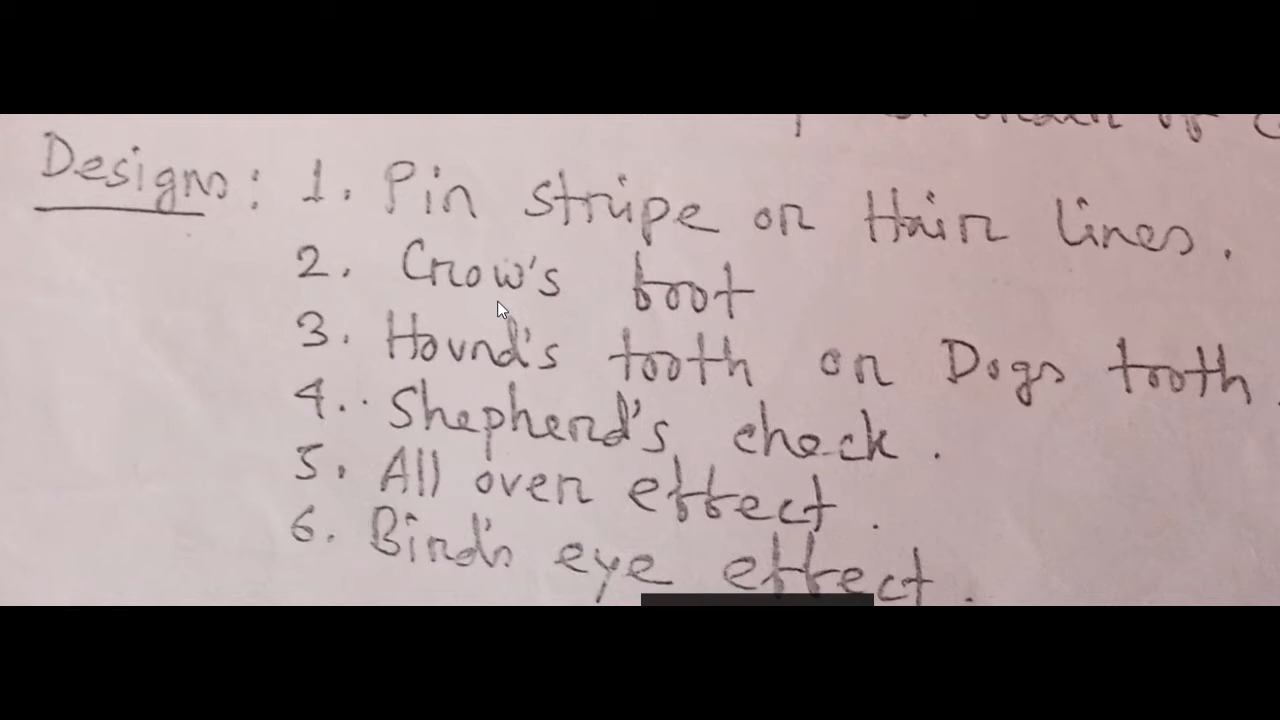 Designs: 1. Pin stripe or Hair lines.
2. Crow's foot
3. Hound's tooth or Dogs tooth.
4. Shepherd's check.
5. All over effect.
6. Bird's eye effect.